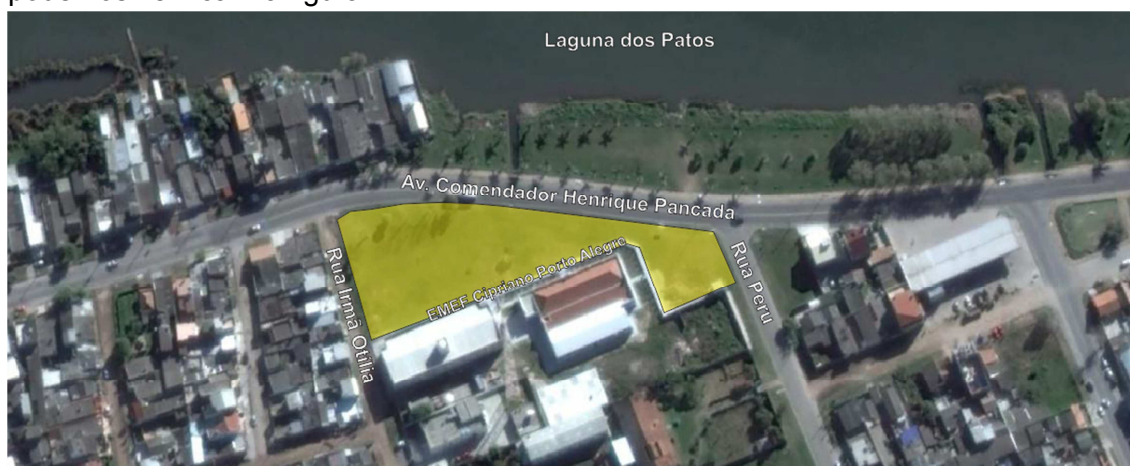 Laguna dos Patos
Av. Comendador Henrique Pancada
Rua Irmã Otília
EMEF Cipriano Porto Alegre
Rua Peru